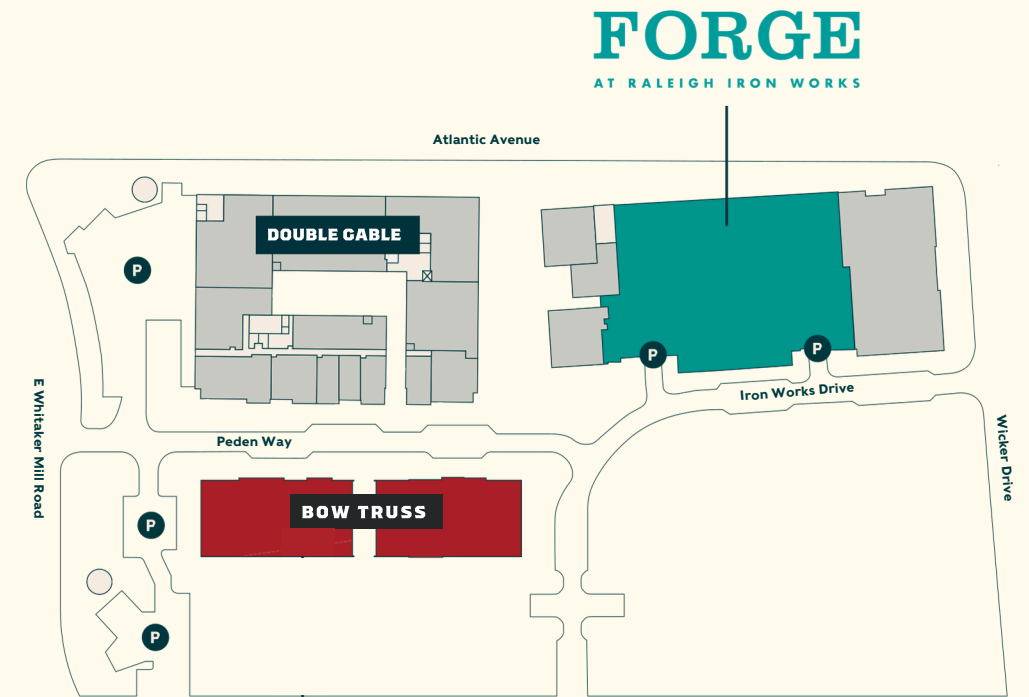 FORGE
AT RALEIGH IRON WORKS
Atlantic Avenue
DOUBLE GABLE
P
P
P
Iron Works Drive
E Whitaker Mill Road
Peden Way
Wicker Drive
BOW TRUSS
P
P